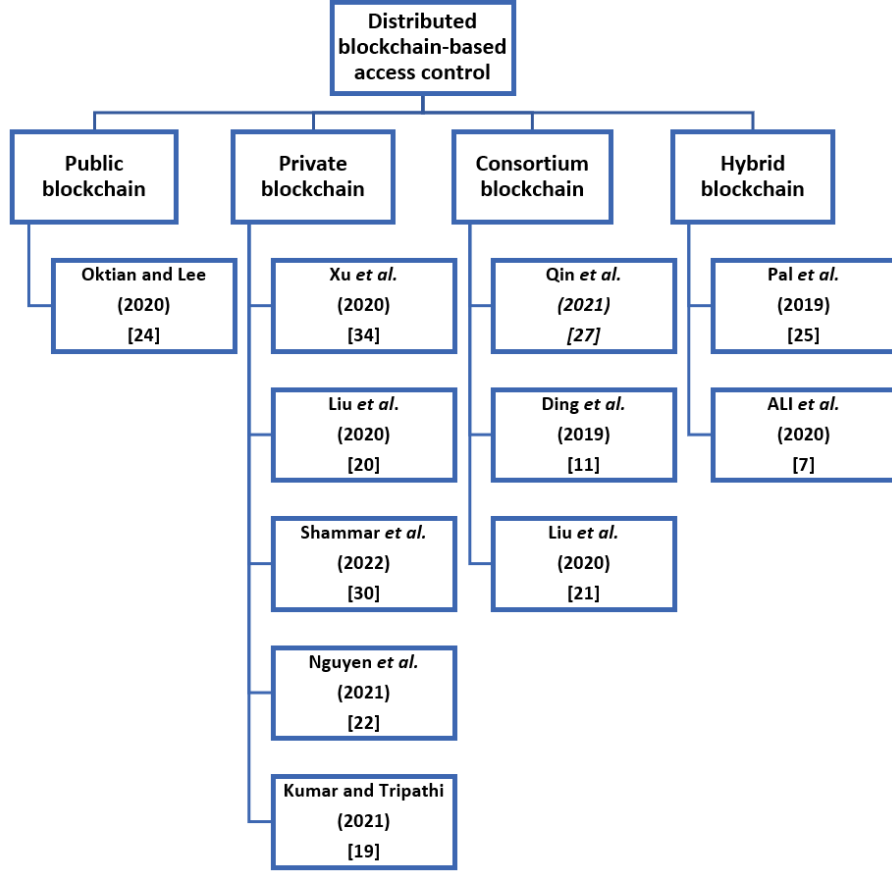 Distributed
blockchain-based
access control
Public
blockchain
Private
blockchain
Consortium
blockchain
Hybrid
blockchain
Oktian and Lee
(2020)
[24]
Xu et al.
(2020)
[34]
Liu et al.
(2020)
[20]
Shammar et al.
(2022)
[30]
Nguyen et al.
(2021)
[22]
Kumar and Tripathi
(2021)
[19]
Qin et al.
(2021)
[27]
Ding et al.
(2019)
[11]
Liu et al.
(2020)
[21]
Pal et al.
(2019)
[25]
ALI et al.
(2020)
[7]